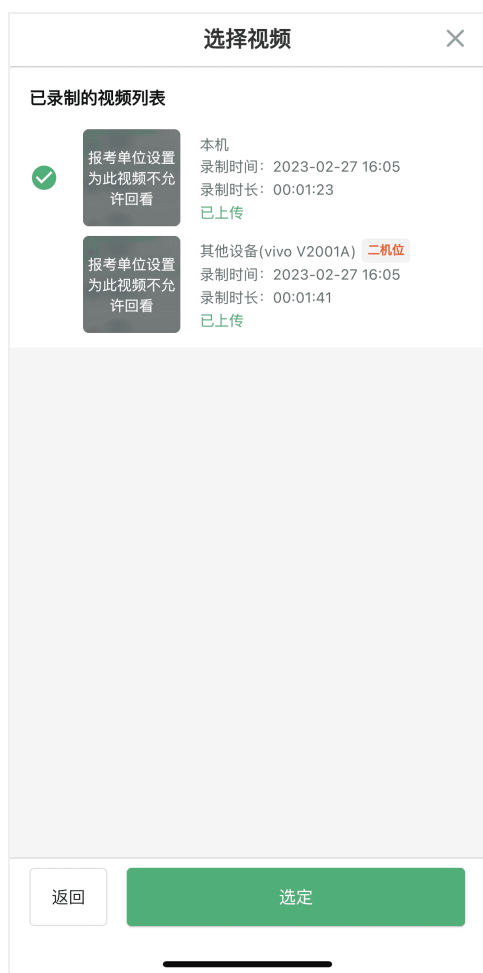 选择视频
已录制的视频列表
报考单位设置
为此视频不允
许回看
本机
录制时间：2023-02-27 16:05
录制时长：00:01:23
已上传
报考单位设置
为此视频不允
许回看
其他设备(vivo V2001A) 二机位
录制时间：2023-02-27 16:05
录制时长：00:01:41
已上传
返回
选定